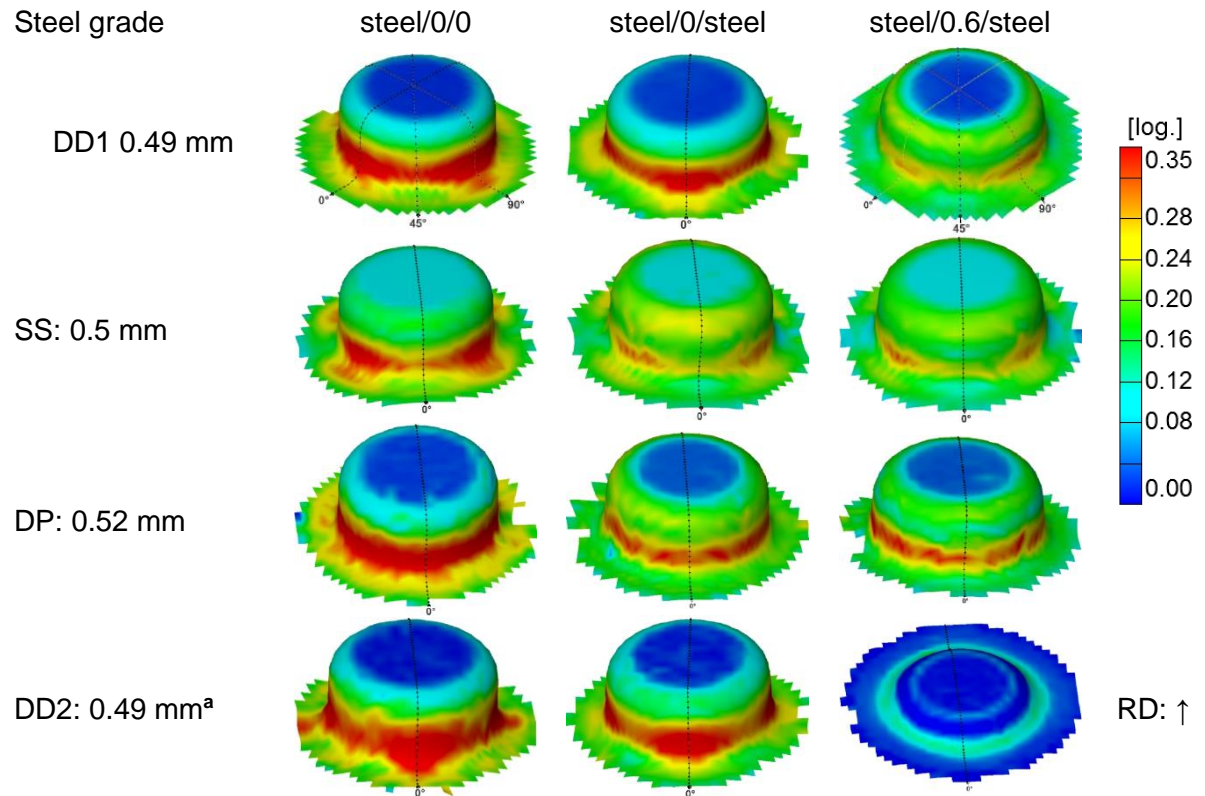 Steel grade steel/0/0 steel/0/steel steel/0.6/steel
DD1 0.49 mm
0° 45° 90°
0°
0° 45° 90°
[log.]
0.35
0.28
0.24
0.20
0.16
0.12
0.08
0.00
SS: 0.5 mm
0°
0°
0°
DP: 0.52 mm
0°
0°
0°
DD2: 0.49 mmᵃ
0°
0°
0°
RD: ↑